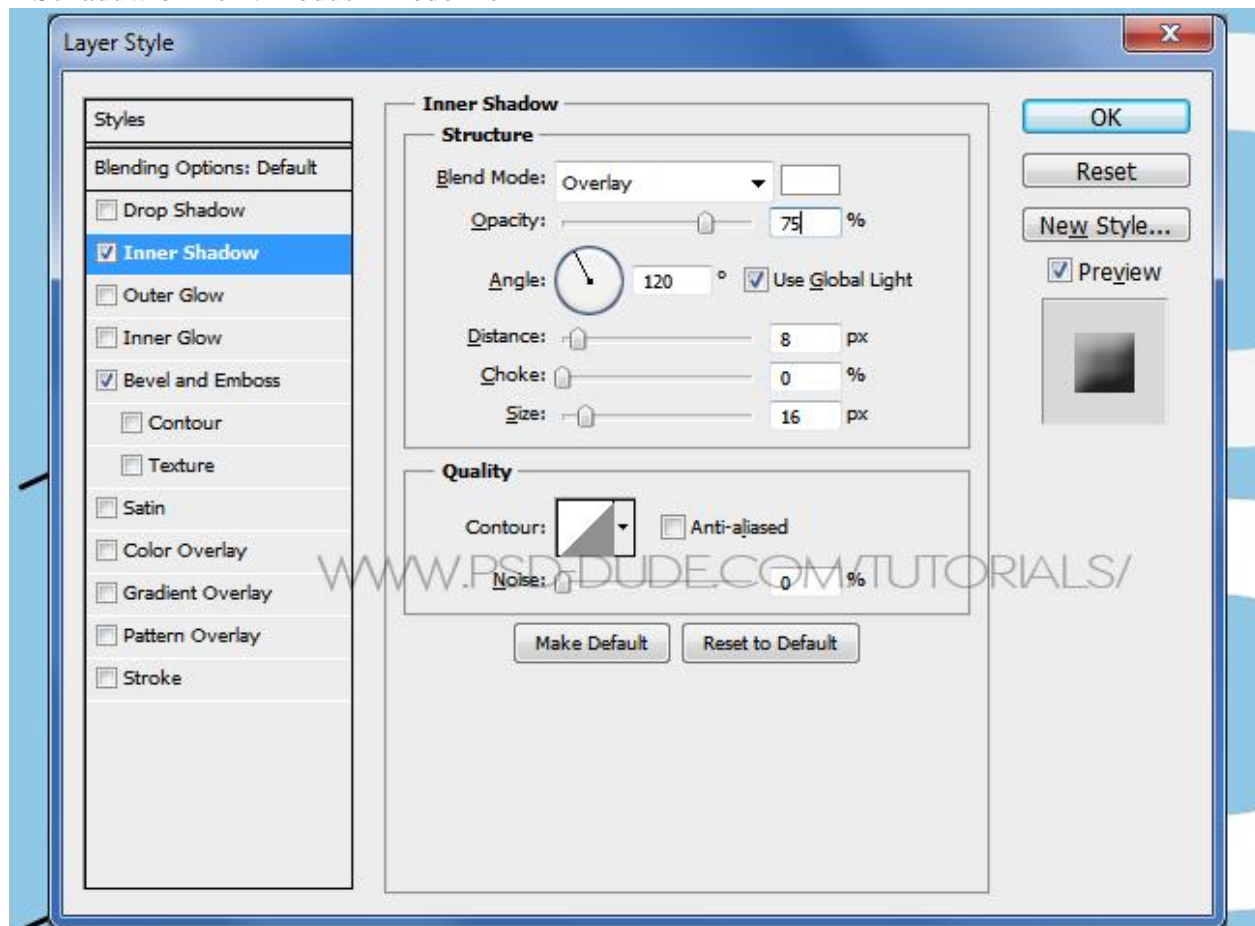 Layer Style
Styles
Blending Options: Default
Drop Shadow
Inner Shadow
Outer Glow
Inner Glow
Bevel and Emboss
Contour
Texture
Satin
Color Overlay
Gradient Overlay
Pattern Overlay
Stroke
Inner Shadow
Structure
Blend Mode: Overlay
Opacity: 75 %
Angle: 120 ° Use Global Light
Distance: 8 px
Choke: 0 %
Size: 16 px
Quality
Contour: Anti-aliased
Noise: 0 %
Make Default Reset to Default
OK
Reset
New Style...
Preview
WWW.PSD-DUDE.COM/TUTORIALS/